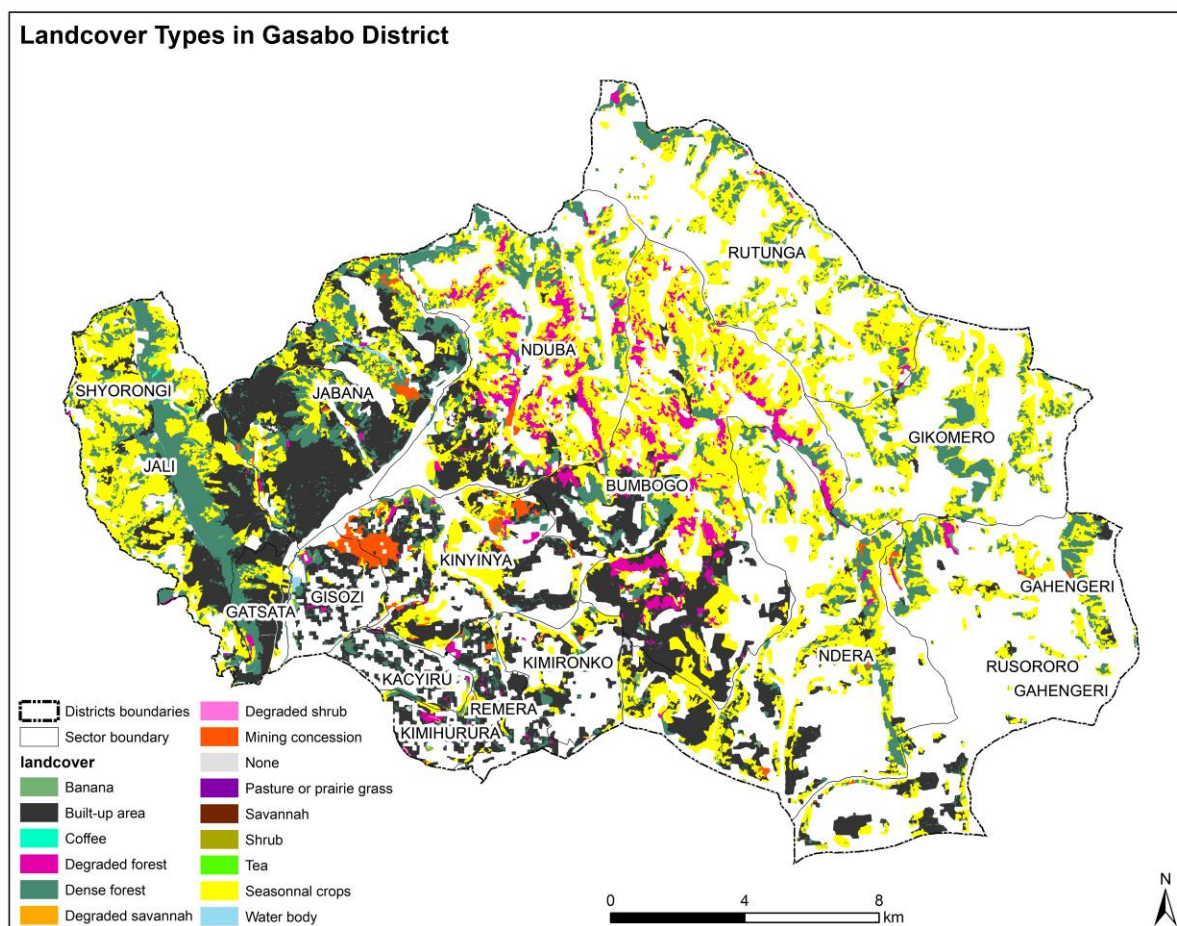 Landcover Types in Gasabo District
RUTUNGA
NDUBA
SHYORONGI
JABANA
GIKOMERO
JALI
BUMBOGO
KINYINYA
GAHENGERI
GISOZI
GATSATA
NDERA
KIMIRONKO
RUSORORO
KACYIRU
GAHENGERI
REMERA
KIMIHURURA
Districts boundaries
Sector boundary
landcover
Banana
Built-up area
Coffee
Degraded forest
Dense forest
Degraded savannah
Degraded shrub
Mining concession
None
Pasture or prairie grass
Savannah
Shrub
Tea
Seasonnal crops
Water body
0 4 8
km
N